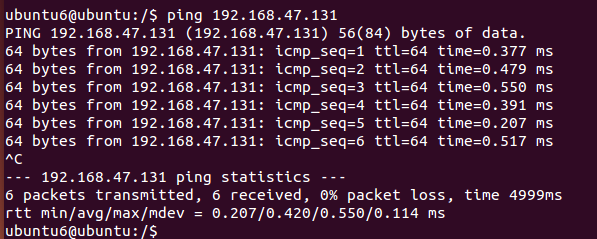 ubuntu6@ubuntu:/$ ping 192.168.47.131
PING 192.168.47.131 (192.168.47.131) 56(84) bytes of data.
64 bytes from 192.168.47.131: icmp_seq=1 ttl=64 time=0.377 ms
64 bytes from 192.168.47.131: icmp_seq=2 ttl=64 time=0.479 ms
64 bytes from 192.168.47.131: icmp_seq=3 ttl=64 time=0.550 ms
64 bytes from 192.168.47.131: icmp_seq=4 ttl=64 time=0.391 ms
64 bytes from 192.168.47.131: icmp_seq=5 ttl=64 time=0.207 ms
64 bytes from 192.168.47.131: icmp_seq=6 ttl=64 time=0.517 ms
^C
--- 192.168.47.131 ping statistics ---
6 packets transmitted, 6 received, 0% packet loss, time 4999ms
rtt min/avg/max/mdev = 0.207/0.420/0.550/0.114 ms
ubuntu6@ubuntu:/$